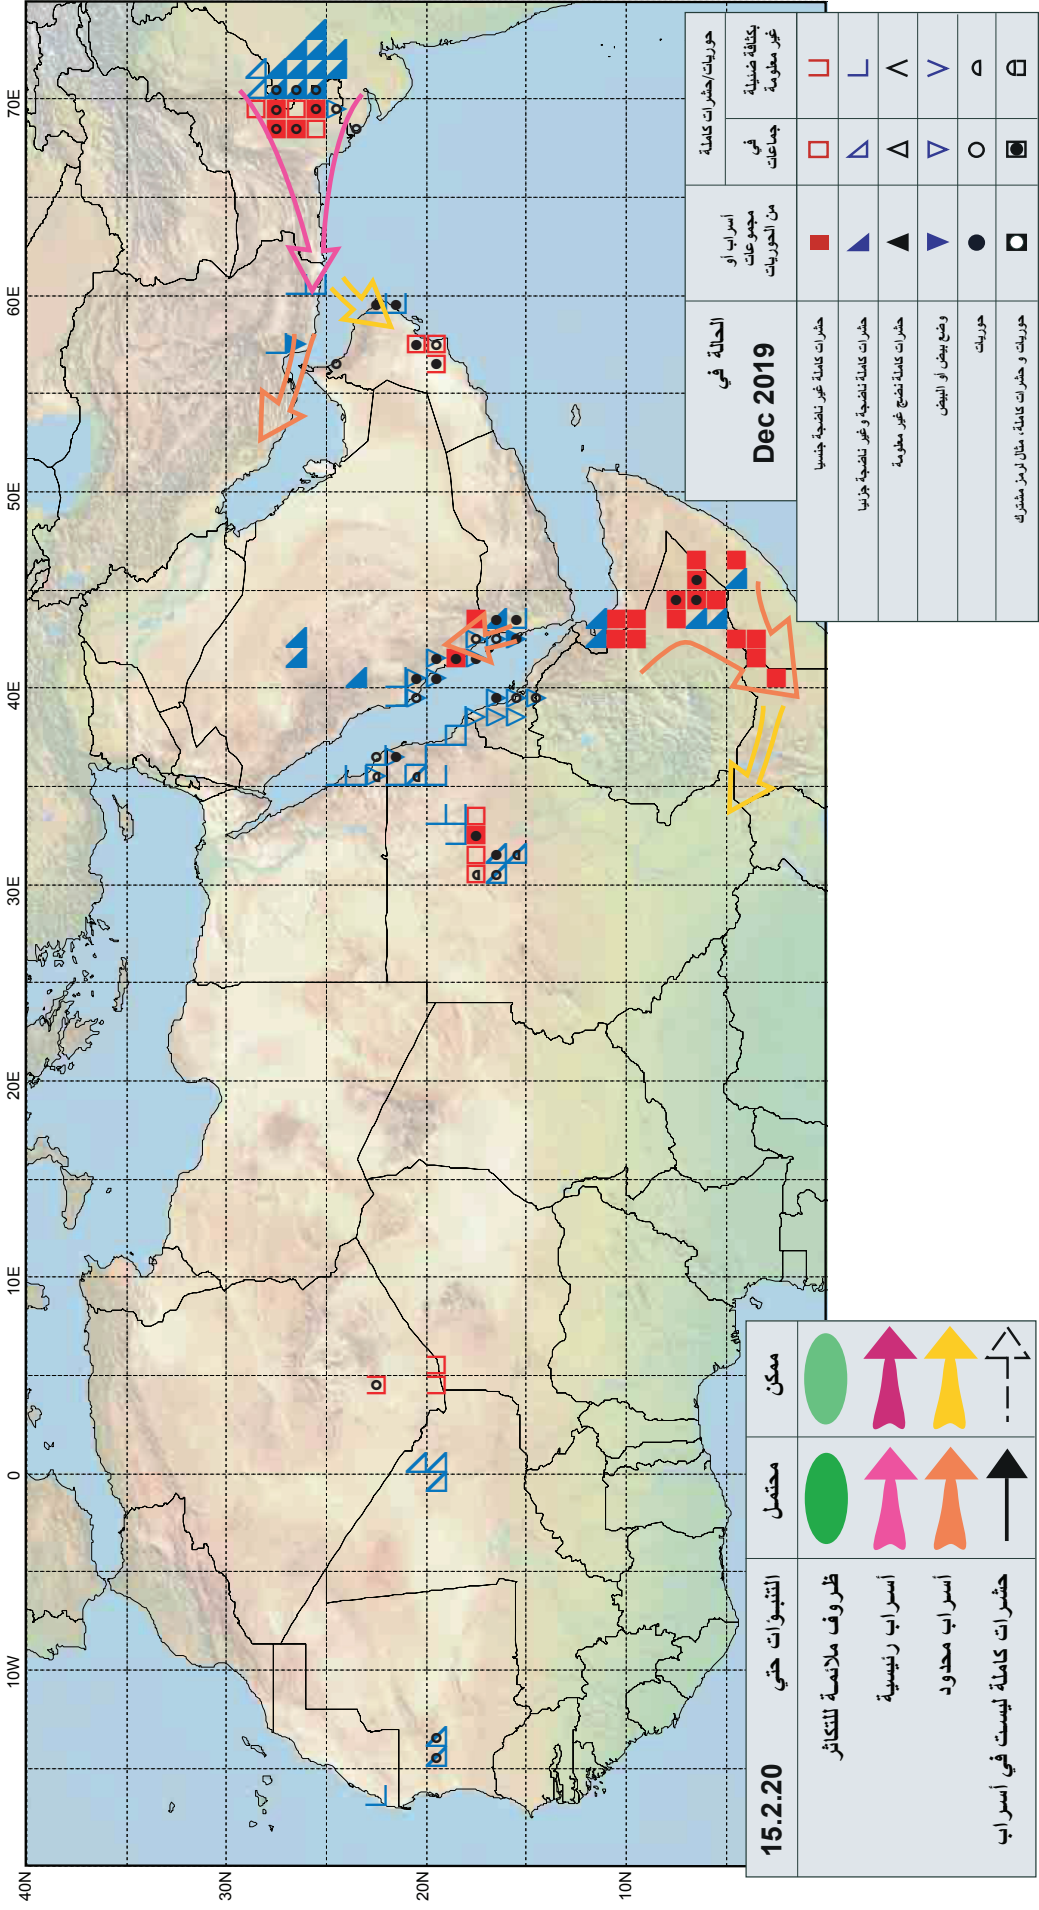 40N
30N
20N
10N
10W
0
10E
20E
30E
40E
50E
60E
70E
التنبؤات حتي
15.2.20
محتمل
ممكن
ظروف ملائمة للتكاثر
أسراب رئيسية
أسراب محدود
حشرات كاملة ليست في أسراب
الحالة في
Dec 2019
أسراب أو
مجموعات
من الحوريات
حوريات/حشرات كاملة
في
جماعات
بكثافة ضئيلة
غير معلومة
حشرات كاملة غير ناضجة جنسيا
حشرات كاملة ناضجة و غير ناضجة جزئيا
حشرات كاملة نضج غير معلومة
وضع بيض أو البيض
حوريات
حوريات و حشرات كاملة، مثال لرمز مشترك